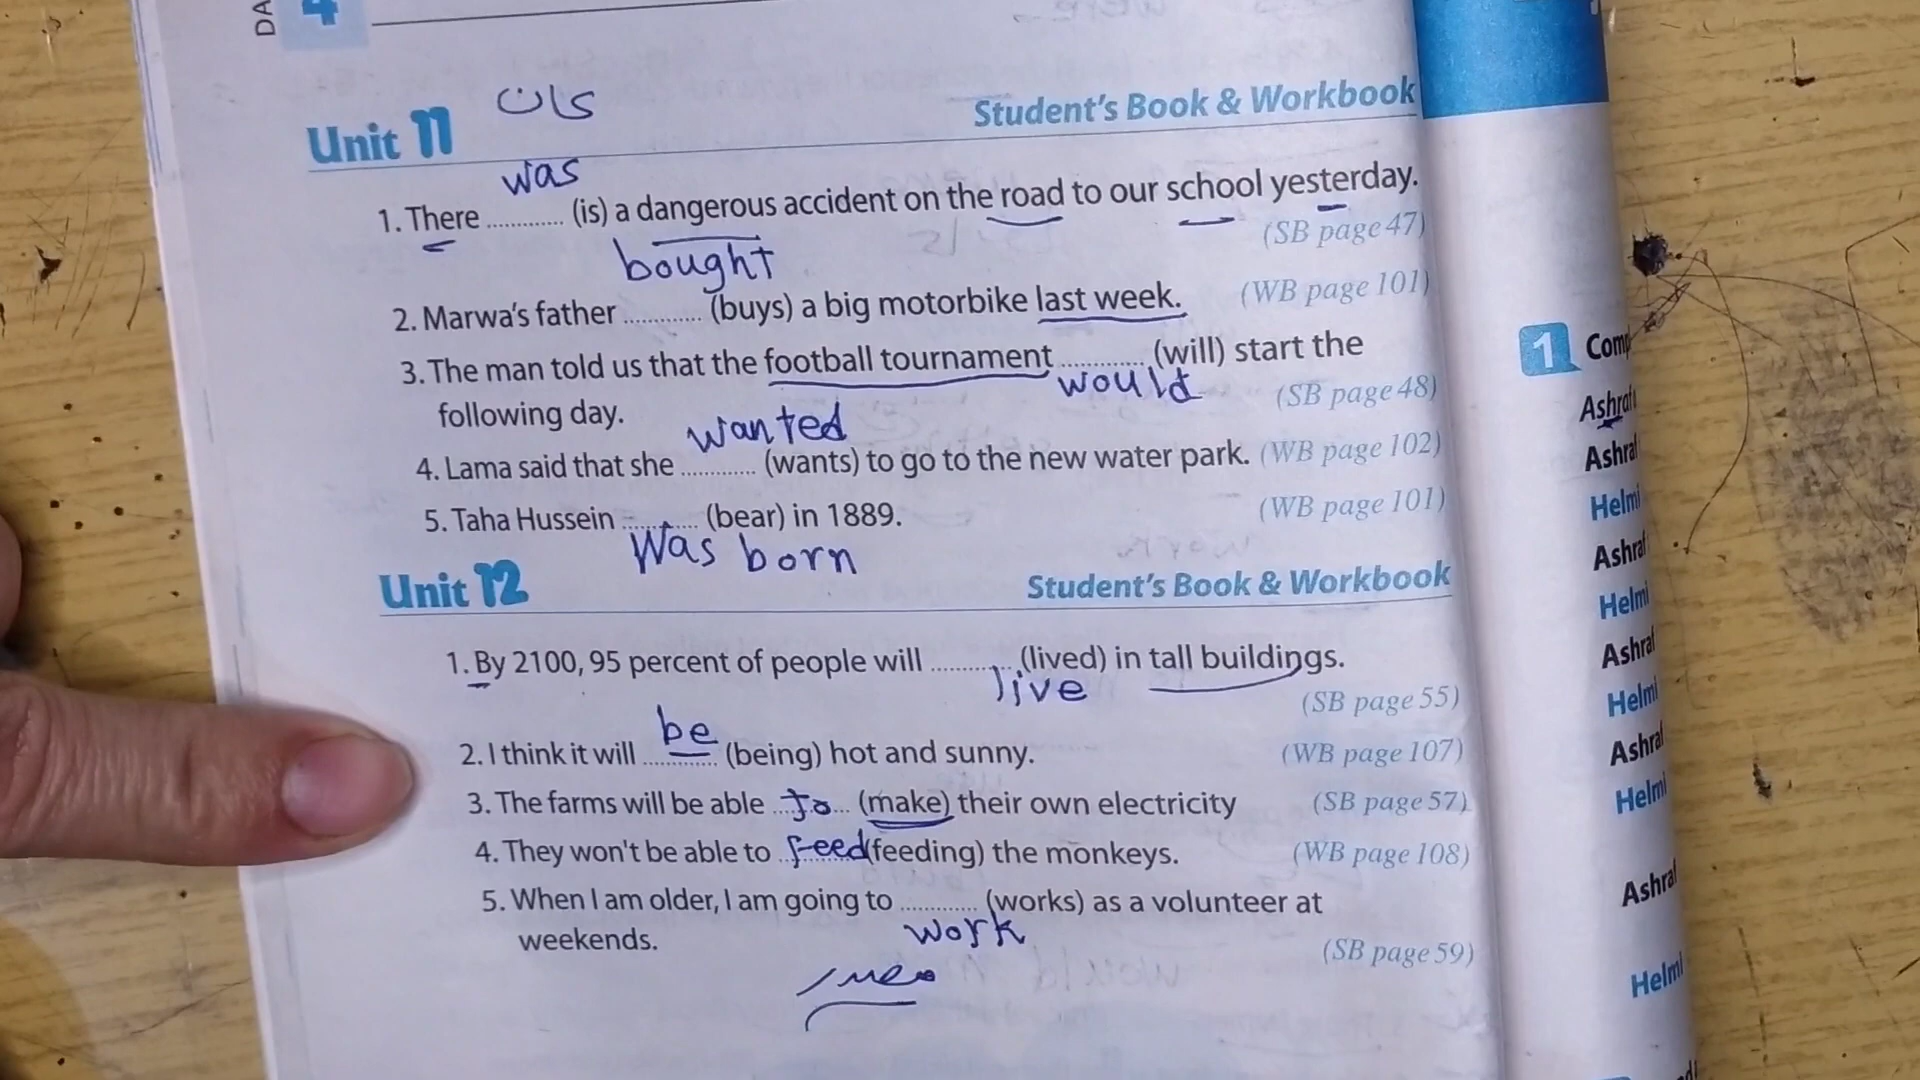 DA 4
كان
Unit 11 Student's Book & Workbook
was
1. There ............ (is) a dangerous accident on the road to our school yesterday.
(SB page 47)
bought
2. Marwa's father ............ (buys) a big motorbike last week. (WB page 101)
3. The man told us that the football tournament ............ (will) start the
would
following day. (SB page 48)
wanted
4. Lama said that she ............ (wants) to go to the new water park. (WB page 102)
5. Taha Hussein ............ (bear) in 1889. (WB page 101)
Was born
Unit 12 Student's Book & Workbook
1. By 2100, 95 percent of people will ............ (lived) in tall buildings.
live
(SB page 55)
be
2. I think it will ............ (being) hot and sunny. (WB page 107)
3. The farms will be able to (make) their own electricity (SB page 57)
4. They won't be able to feed (feeding) the monkeys. (WB page 108)
5. When I am older, I am going to ............ (works) as a volunteer at
work
weekends. (SB page 59)
مصدر
1 Comp
Ashraf
Ashraf
Helmi
Ashraf
Helmi
Ashraf
Helmi
Ashraf
Helmi
Ashraf
Helmi